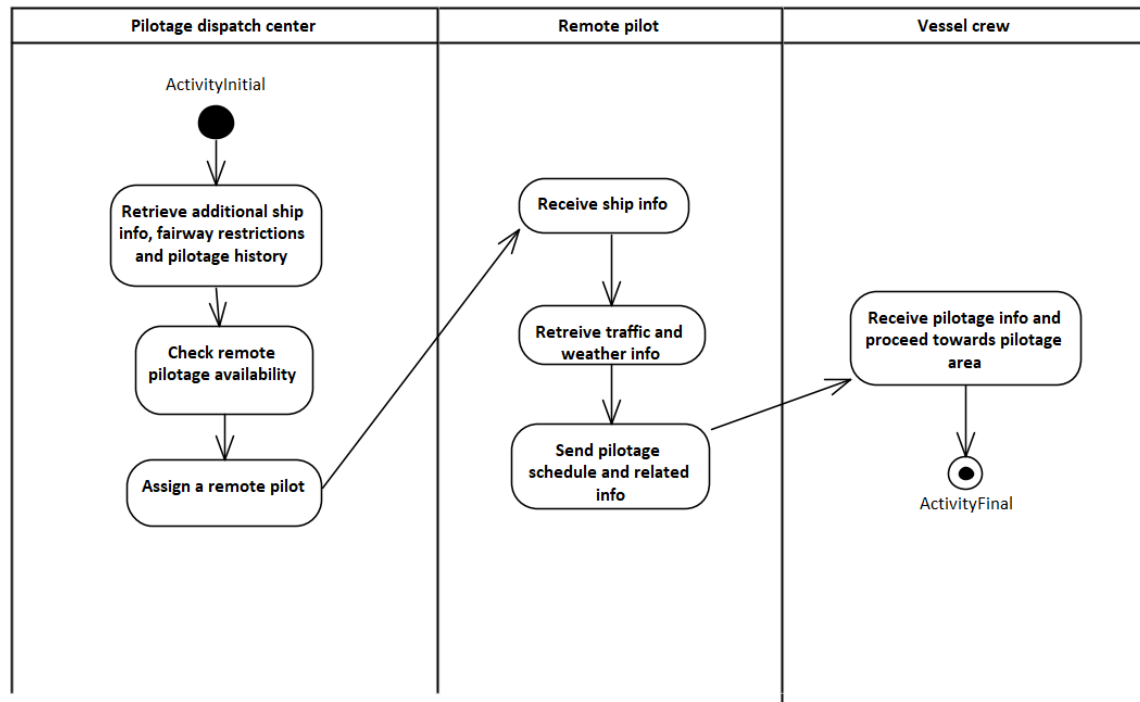 Pilotage dispatch center
Remote pilot
Vessel crew
ActivityInitial
Retrieve additional ship
info, fairway restrictions
and pilotage history
Check remote
pilotage availability
Assign a remote pilot
Receive ship info
Retreive traffic and
weather info
Send pilotage
schedule and related
info
Receive pilotage info and
proceed towards pilotage
area
ActivityFinal